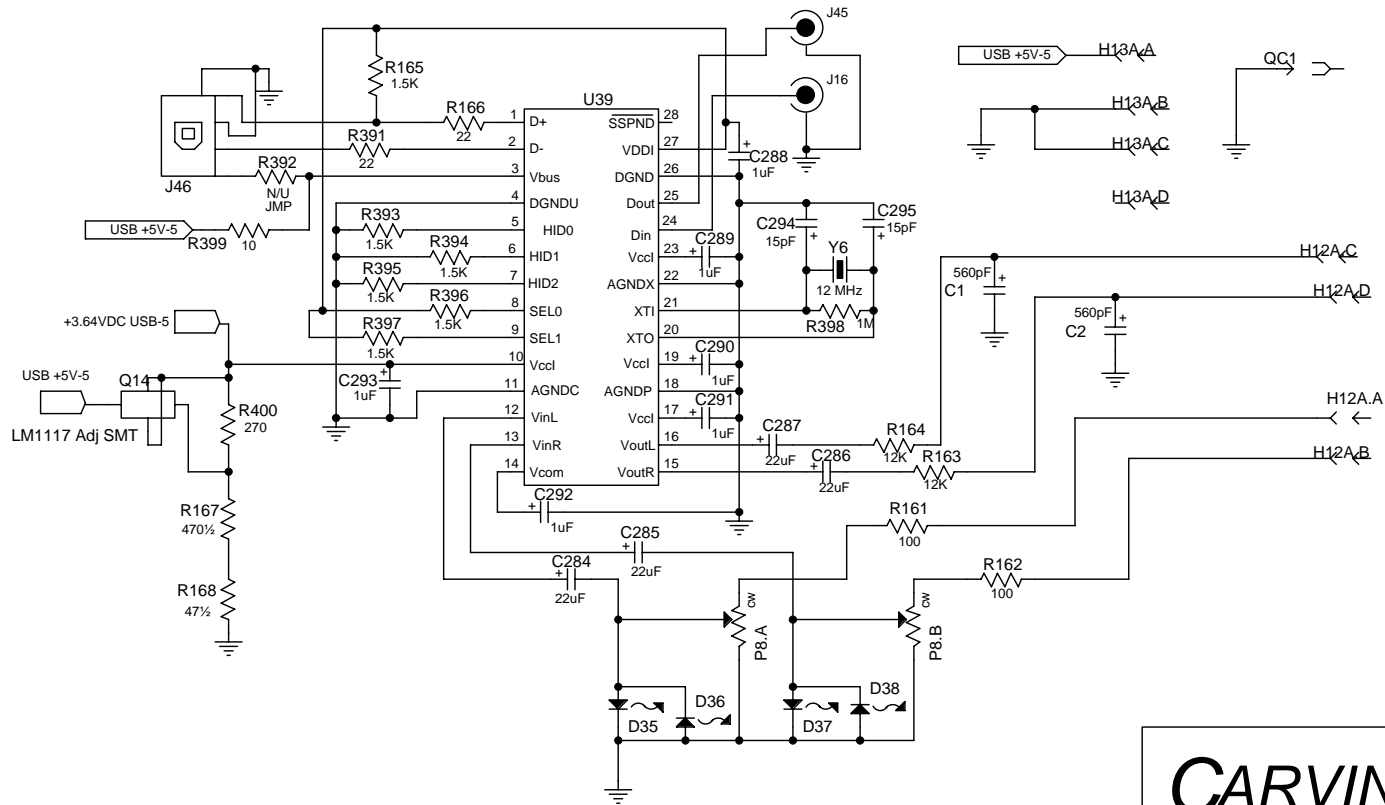 J45
J16
USB +5V-5
H13A.A
QC1
H13A.B
H13A.C
H13A.D
R165
1.5K
R166
22
R391
22
R392
N/U
JMP
J46
USB +5V-5
R399
10
R393
1.5K
R394
1.5K
R395
1.5K
R396
1.5K
R397
1.5K
C293
1uF
+3.64VDC USB-5
USB +5V-5
Q14
LM1117 Adj SMT
R400
270
R167
470½
R168
47½
U39
1 D+
2 D-
3 Vbus
4 DGNDU
5 HID0
6 HID1
7 HID2
8 SEL0
9 SEL1
10 VccI
11 AGNDC
12 VinL
13 VinR
14 Vcom
SSPND 28
VDDI 27
DGND 26
Dout 25
Din 24
VccI 23
AGNDX 22
XTI 21
XTO 20
VccI 19
AGNDP 18
VccI 17
VoutL 16
VoutR 15
C288
1uF
C289
1uF
C294
15pF
C295
15pF
Y6
12 MHz
R398
1M
C290
1uF
C291
1uF
C287
22uF
C286
22uF
R164
12K
R163
12K
560pF
C1
560pF
C2
H12A.C
H12A.D
H12A.A
H12A.B
C292
1uF
C285
22uF
C284
22uF
R161
100
R162
100
cw
P8.A
cw
P8.B
D35
D36
D37
D38
+
+
+
+
+
+
+
+
+
+
+
+
+
+
CARVIN